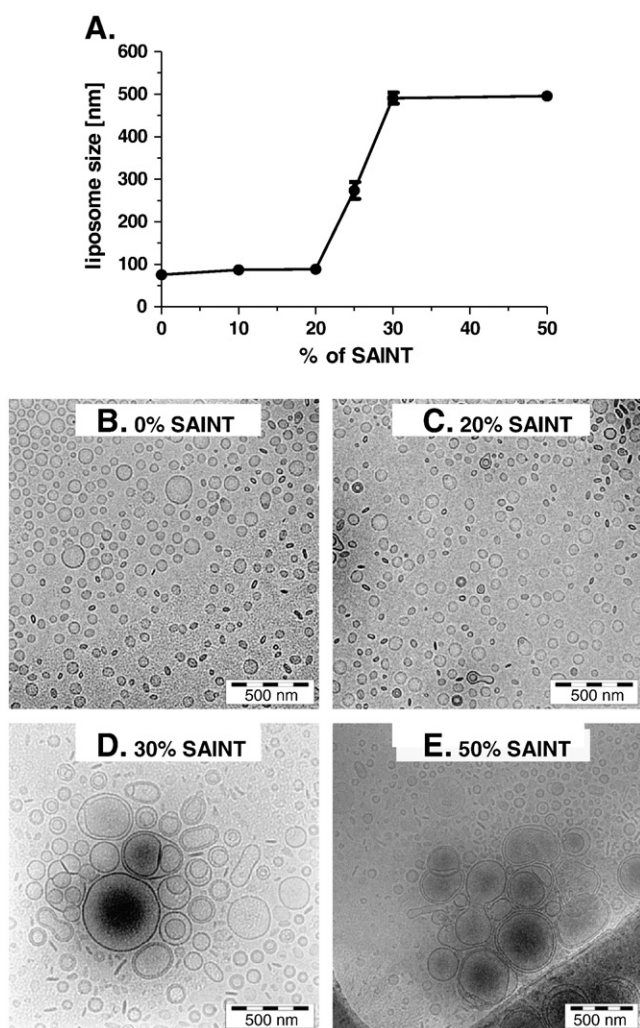 A.
600
500
400
300
200
100
0
liposome size [nm]
0 10 20 30 40 50
% of SAINT
B. 0% SAINT
500 nm
C. 20% SAINT
500 nm
D. 30% SAINT
500 nm
E. 50% SAINT
500 nm